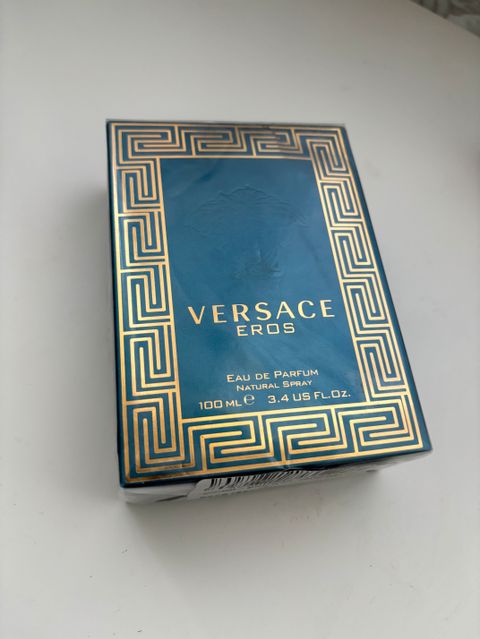 VERSACE
EROS
EAU DE PARFUM
NATURAL SPRAY
100 ML ℮ 3.4 US FL.OZ.